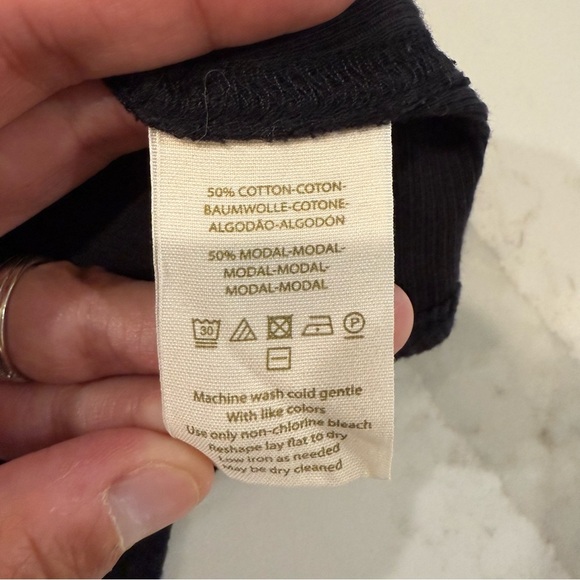 50% COTTON-COTON-
BAUMWOLLE-COTONE-
ALGODÃO-ALGODÓN
50% MODAL-MODAL-
MODAL-MODAL-
MODAL-MODAL
30 P
Machine wash cold gentle
With like colors
Use only non-chlorine bleach
Reshape lay flat to dry
Low iron as needed
May be dry cleaned